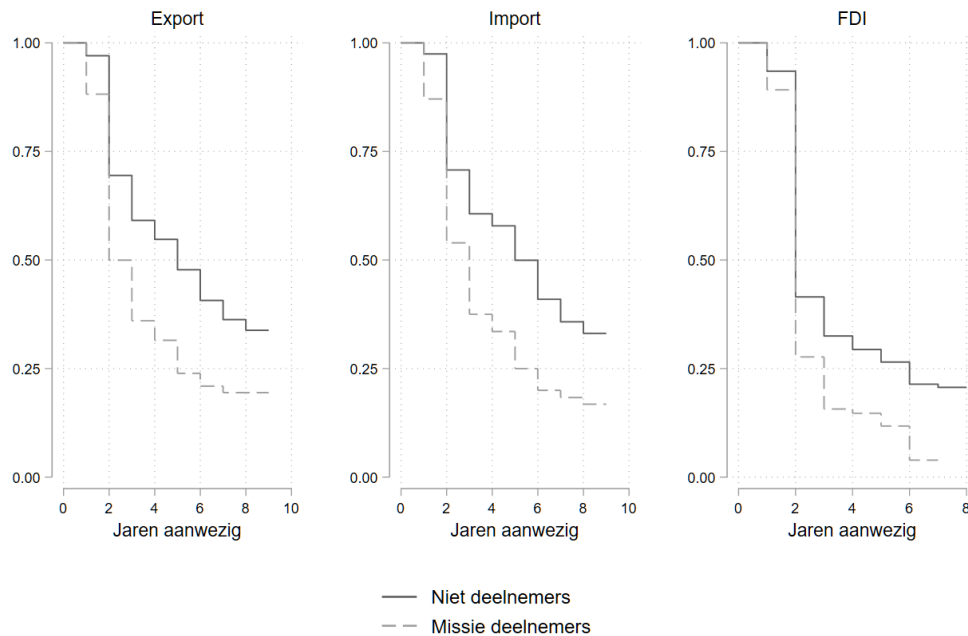 Export
Import
FDI
1.00
0.75
0.50
0.25
0.00
0 2 4 6 8 10
Jaren aanwezig
1.00
0.75
0.50
0.25
0.00
0 2 4 6 8 10
Jaren aanwezig
1.00
0.75
0.50
0.25
0.00
0 2 4 6 8
Jaren aanwezig
Niet deelnemers
Missie deelnemers